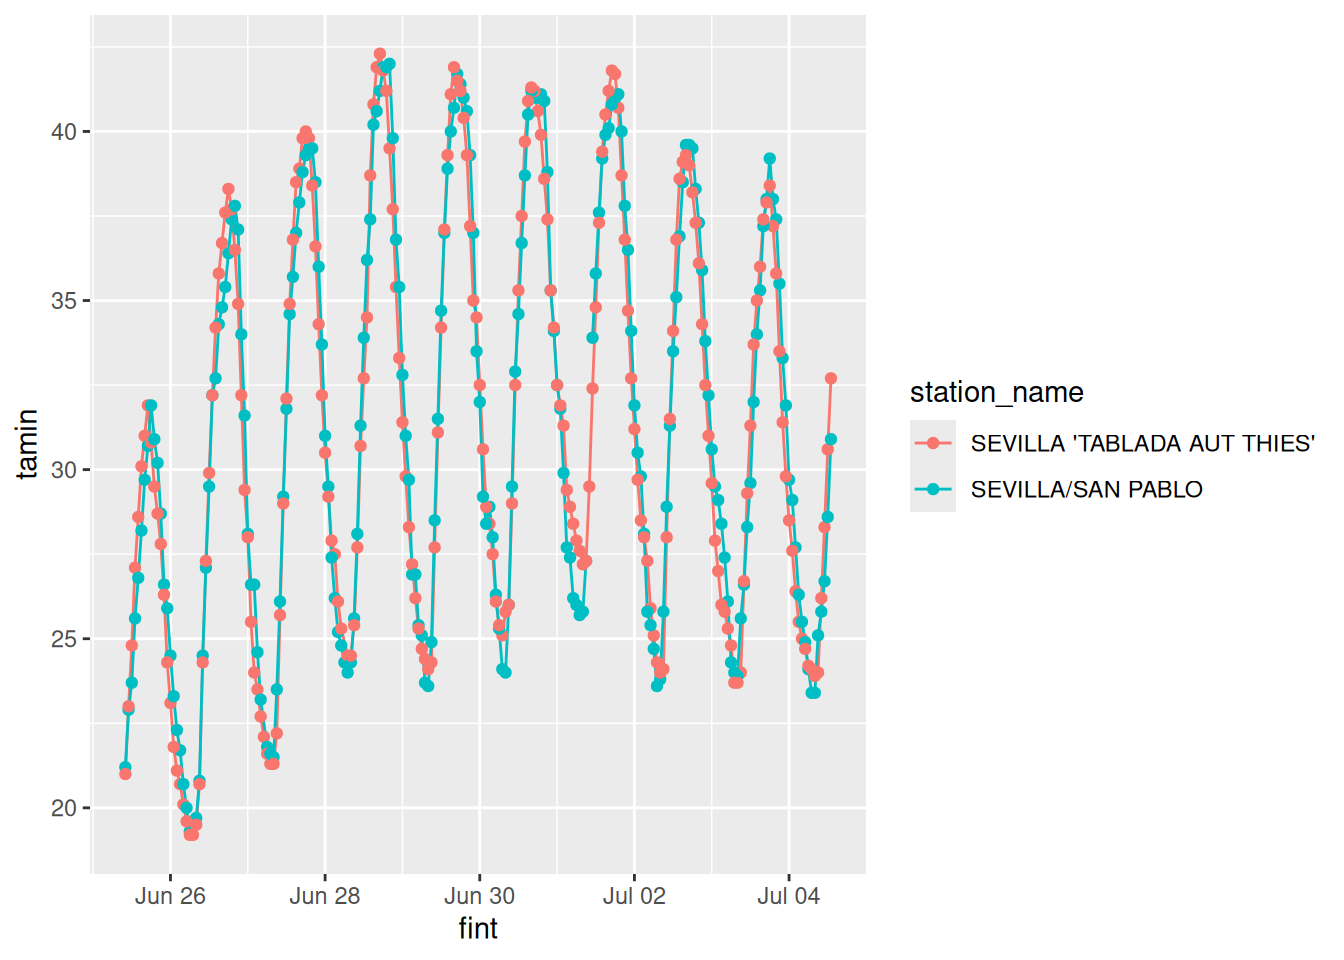 tamin
40
35
30
25
20
Jun 26
Jun 28
Jun 30
Jul 02
Jul 04
fint
station_name
SEVILLA 'TABLADA AUT THIES'
SEVILLA/SAN PABLO